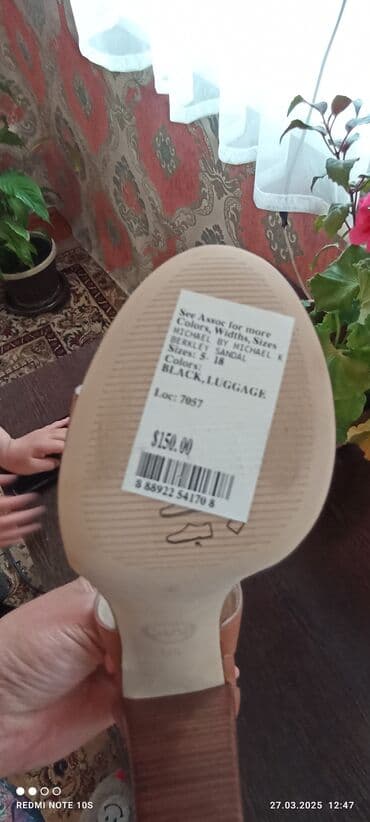 See Assoc for more
Colors, Widths, Sizes
MICHAEL BY MICHAEL K
BERKLEY SANDAL
Sizes: 5- 18
Colors:
BLACK, LUGGAGE
Loc: 7057
$150.00
8 88922 54170 8
REDMI NOTE 10S
27.03.2025 12:47